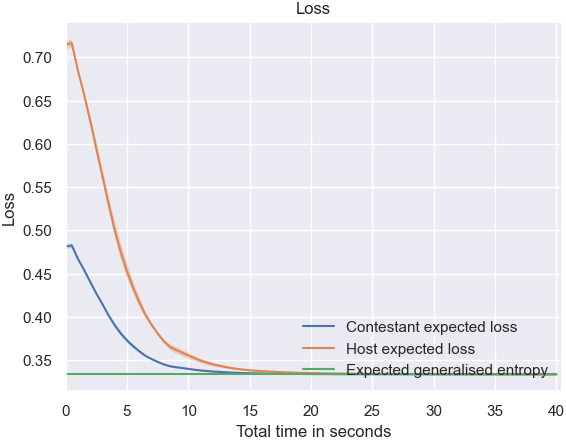 Loss
0.70
0.65
0.60
0.55
0.50
0.45
0.40
0.35
Loss
Contestant expected loss
Host expected loss
Expected generalised entropy
0 5 10 15 20 25 30 35 40
Total time in seconds